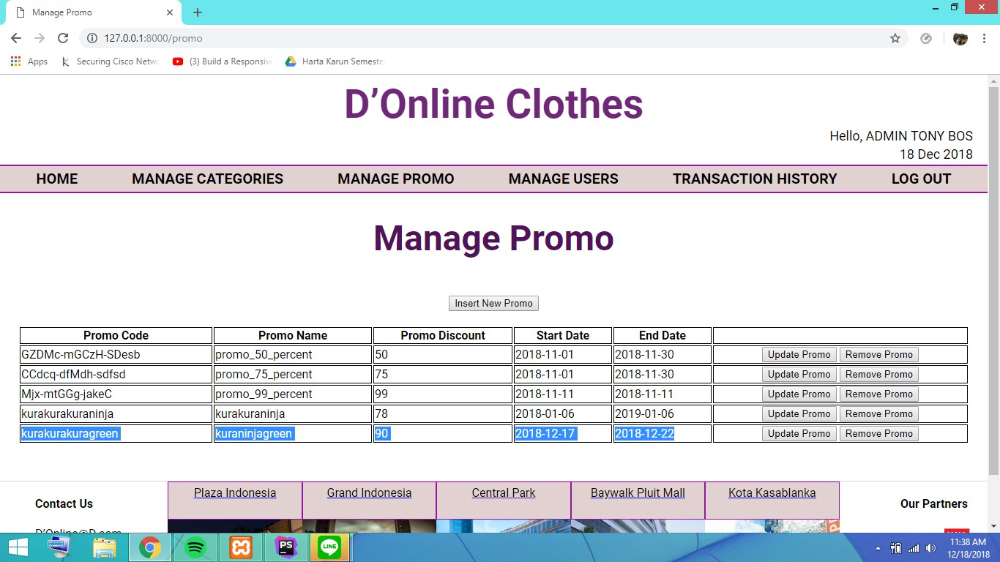 Manage Promo
127.0.0.1:8000/promo
Apps Securing Cisco Netwo (3) Build a Responsive Harta Karun Semeste
D’Online Clothes
Hello, ADMIN TONY BOS
18 Dec 2018
HOME MANAGE CATEGORIES MANAGE PROMO MANAGE USERS TRANSACTION HISTORY LOG OUT
Manage Promo
Insert New Promo
Promo Code Promo Name Promo Discount Start Date End Date
GZDMc-mGCzH-SDesb promo_50_percent 50 2018-11-01 2018-11-30 Update Promo Remove Promo
CCdcq-dfMdh-sdfsd promo_75_percent 75 2018-11-01 2018-11-30 Update Promo Remove Promo
Mjx-mtGGg-jakeC promo_99_percent 99 2018-11-11 2018-11-11 Update Promo Remove Promo
kurakurakuraninja kurakuraninja 78 2018-01-06 2019-01-06 Update Promo Remove Promo
kurakurakuragreen kuraninjagreen 90 2018-12-17 2018-12-22 Update Promo Remove Promo
Plaza Indonesia Grand Indonesia Central Park Baywalk Pluit Mall Kota Kasablanka
Contact Us Our Partners
D’Online@D.com
PS LINE
11:38 AM
12/18/2018